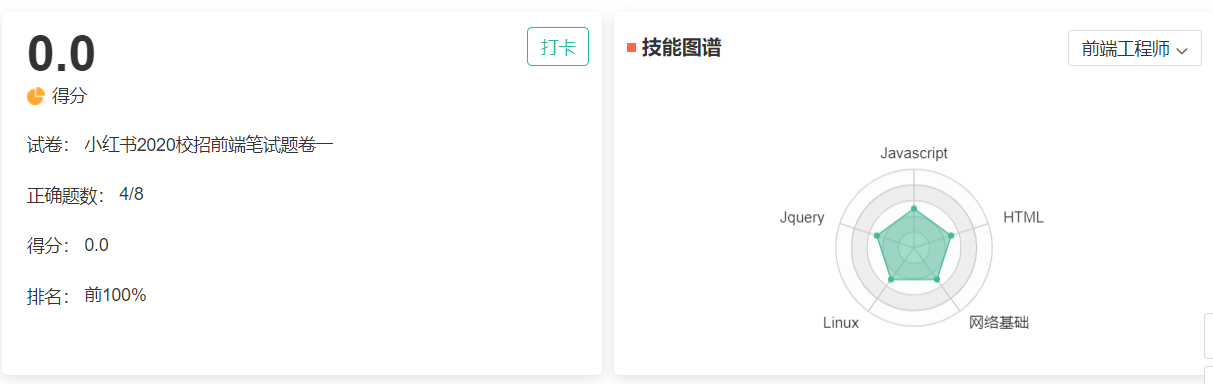 0.0
打卡
得分
试卷： 小红书2020校招前端笔试题卷一
正确题数： 4/8
得分： 0.0
排名： 前100%
技能图谱
前端工程师
Javascript
Jquery
HTML
Linux
网络基础